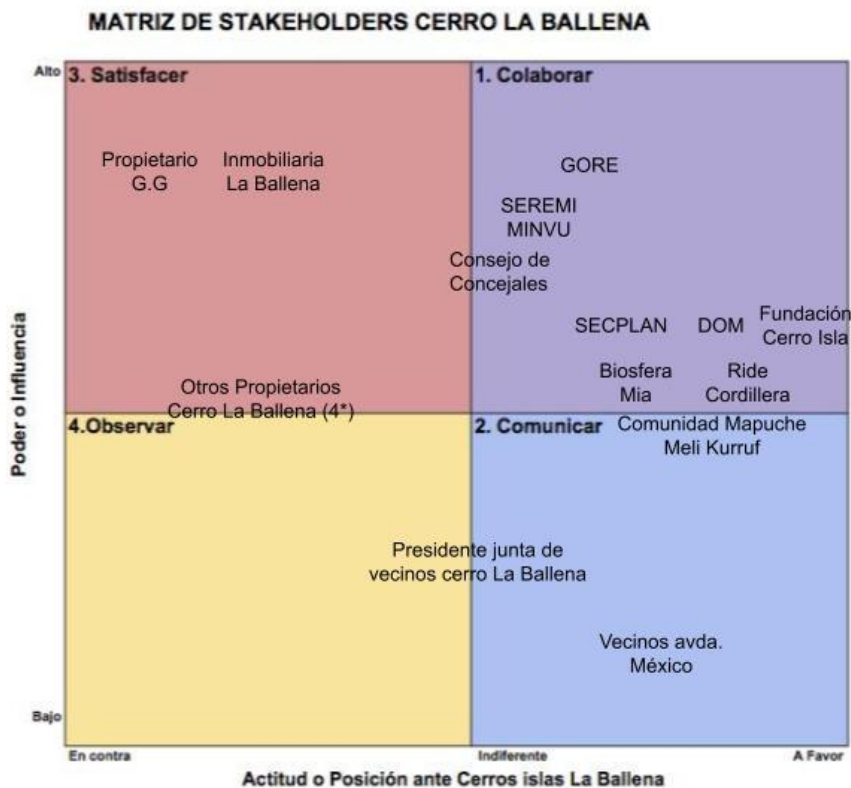 MATRIZ DE STAKEHOLDERS CERRO LA BALLENA
Alto
3. Satisfacer
1. Colaborar
Propietario
G.G
Inmobiliaria
La Ballena
GORE
SEREMI
MINVU
Consejo de
Concejales
SECPLAN
DOM
Fundación
Cerro Isla
Biosfera
Mia
Ride
Cordillera
Otros Propietarios
Cerro La Ballena (4*)
Poder o Influencia
4.Observar
2. Comunicar
Comunidad Mapuche
Meli Kurruf
Presidente junta de
vecinos cerro La Ballena
Vecinos avda.
México
Bajo
En contra
Indiferente
A Favor
Actitud o Posición ante Cerros islas La Ballena